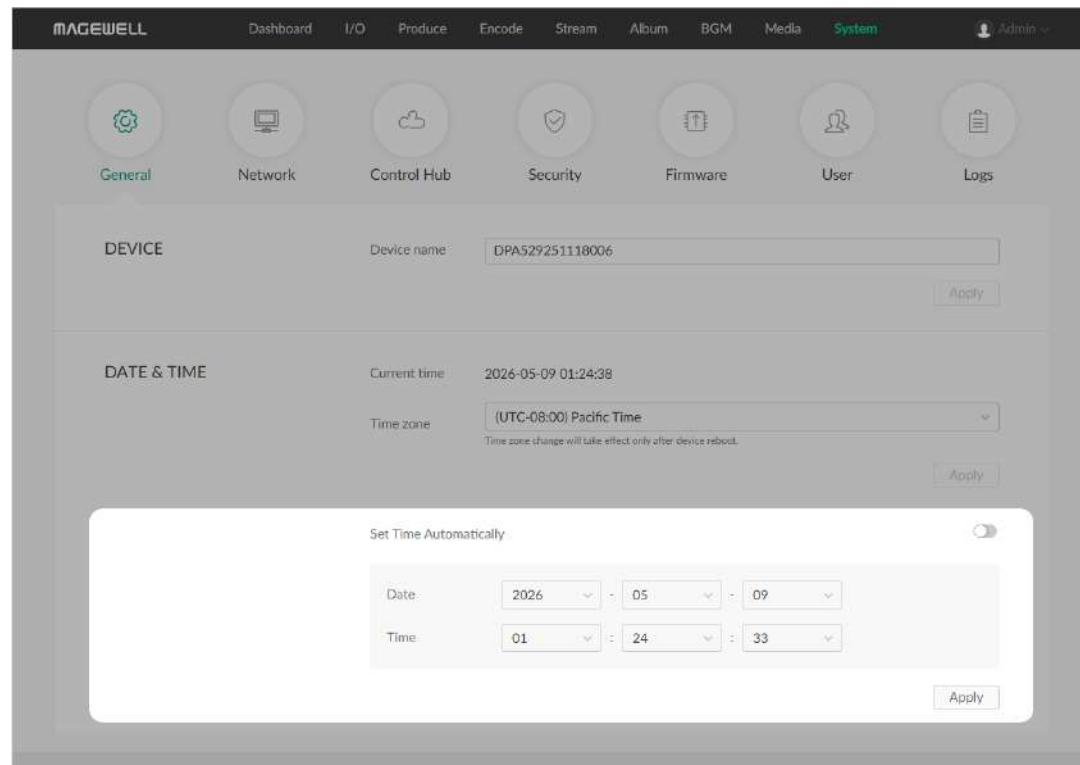 MAGEWELL Dashboard I/O Produce Encode Stream Album BGM Media System Admin
General Network Control Hub Security Firmware User Logs
DEVICE Device name DPA529251118006
Apply
DATE & TIME Current time 2026-05-09 01:24:38
Time zone (UTC-08:00) Pacific Time
Time zone change will take effect only after device reboot.
Apply
Set Time Automatically
Date 2026 - 05 - 09
Time 01 : 24 : 33
Apply